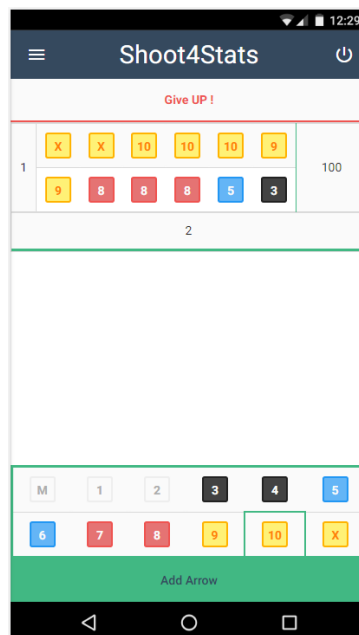 12:29
Shoot4Stats
Give UP !
X X 10 10 10 9
1 100
9 8 8 8 5 3
2
M 1 2 3 4 5
6 7 8 9 10 X
Add Arrow